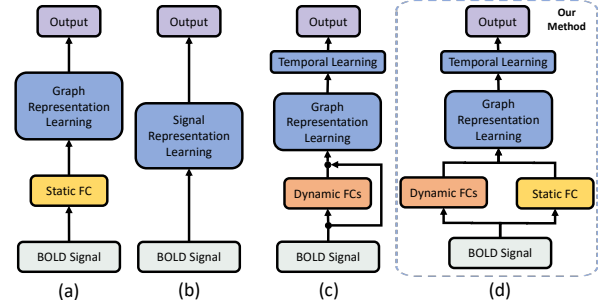 Output
Graph
Representation
Learning
Static FC
BOLD Signal
(a)
Output
Signal
Representation
Learning
BOLD Signal
(b)
Output
Temporal Learning
Graph
Representation
Learning
Dynamic FCs
BOLD Signal
(c)
Our
Method
Output
Temporal Learning
Graph
Representation
Learning
Dynamic FCs
Static FC
BOLD Signal
(d)